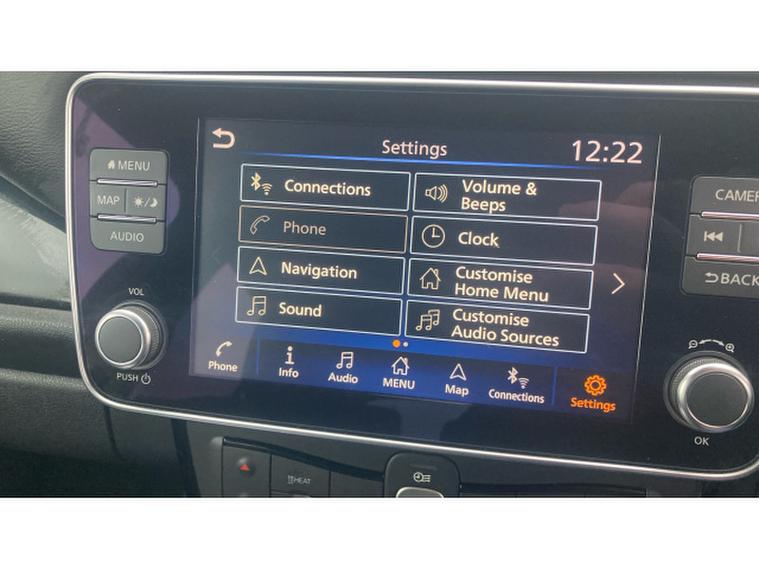 Settings
12:22
MENU
MAP
AUDIO
VOL
PUSH
Connections
Volume &
Beeps
Phone
Clock
Navigation
Customise
Home Menu
Sound
Customise
Audio Sources
Phone
Info
Audio
MENU
Map
Connections
Settings
BACK
OK
HEAT